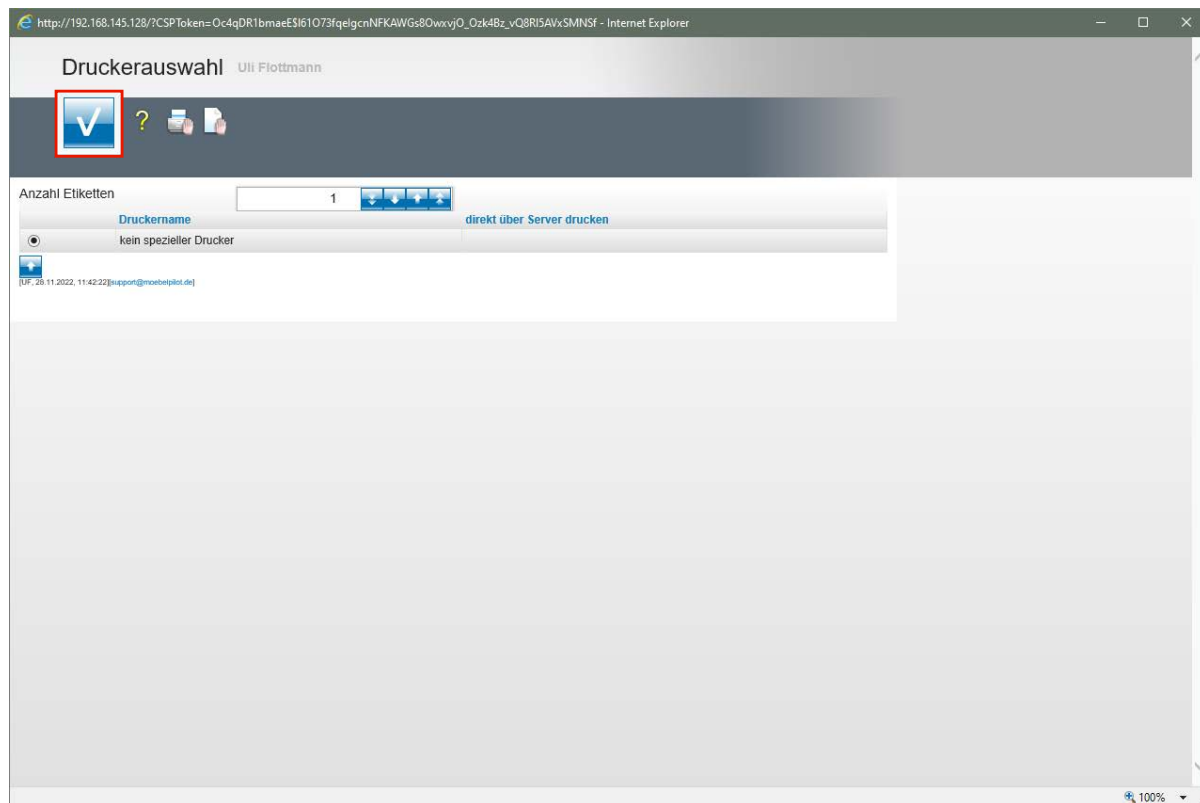 http://192.168.145.128/?CSPToken=Oc4qDR1bmaeE$I61O73fqeIgcnNFKAWGs8OwxvjO_Ozk4Bz_vQ8RI5AVxSMNSf - Internet Explorer
Druckerauswahl Uli Flottmann
?
Anzahl Etiketten 1
Druckername direkt über Server drucken
kein spezieller Drucker
[UF, 28.11.2022, 11:42:22][support@moebelpilot.de]
100%